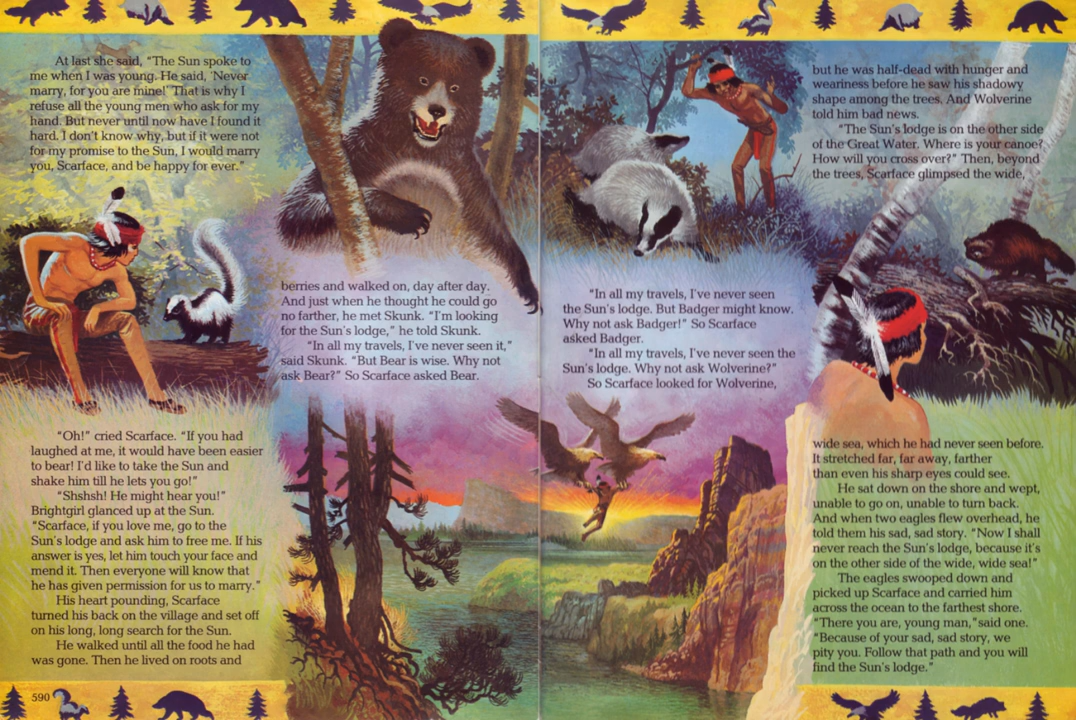 At last she said, "The Sun spoke to
me when I was young. He said, 'Never
marry, for you are mine!' That is why I
refuse all the young men who ask for my
hand. But never until now have I found it
hard. I don't know why, but if it were not
for my promise to the Sun, I would marry
you, Scarface, and be happy for ever."
"Oh!" cried Scarface. "If you had
laughed at me, it would have been easier
to bear! I'd like to take the Sun and
shake him till he lets you go!"
"Shshsh! He might hear you!"
Brightgirl glanced up at the Sun.
"Scarface, if you love me, go to the
Sun's lodge and ask him to free me. If his
answer is yes, let him touch your face and
mend it. Then everyone will know that
he has given permission for us to marry."
His heart pounding, Scarface
turned his back on the village and set off
on his long, long search for the Sun.
He walked until all the food he had
was gone. Then he lived on roots and
berries and walked on, day after day.
And just when he thought he could go
no farther, he met Skunk. "I'm looking
for the Sun's lodge," he told Skunk.
"In all my travels, I've never seen it,"
said Skunk. "But Bear is wise. Why not
ask Bear?" So Scarface asked Bear.
"In all my travels, I've never seen
the Sun's lodge. But Badger might know.
Why not ask Badger!" So Scarface
asked Badger.
"In all my travels, I've never seen the
Sun's lodge. Why not ask Wolverine?"
So Scarface looked for Wolverine,
but he was half-dead with hunger and
weariness before he saw his shadowy
shape among the trees. And Wolverine
told him bad news.
"The Sun's lodge is on the other side
of the Great Water. Where is your canoe?
How will you cross over?" Then, beyond
the trees, Scarface glimpsed the wide,
wide sea, which he had never seen before.
It stretched far, far away, farther
than even his sharp eyes could see.
He sat down on the shore and wept,
unable to go on, unable to turn back.
And when two eagles flew overhead, he
told them his sad, sad story. "Now I shall
never reach the Sun's lodge, because it's
on the other side of the wide, wide sea!"
The eagles swooped down and
picked up Scarface and carried him
across the ocean to the farthest shore.
"There you are, young man," said one.
"Because of your sad, sad story, we
pity you. Follow that path and you will
find the Sun's lodge."
590